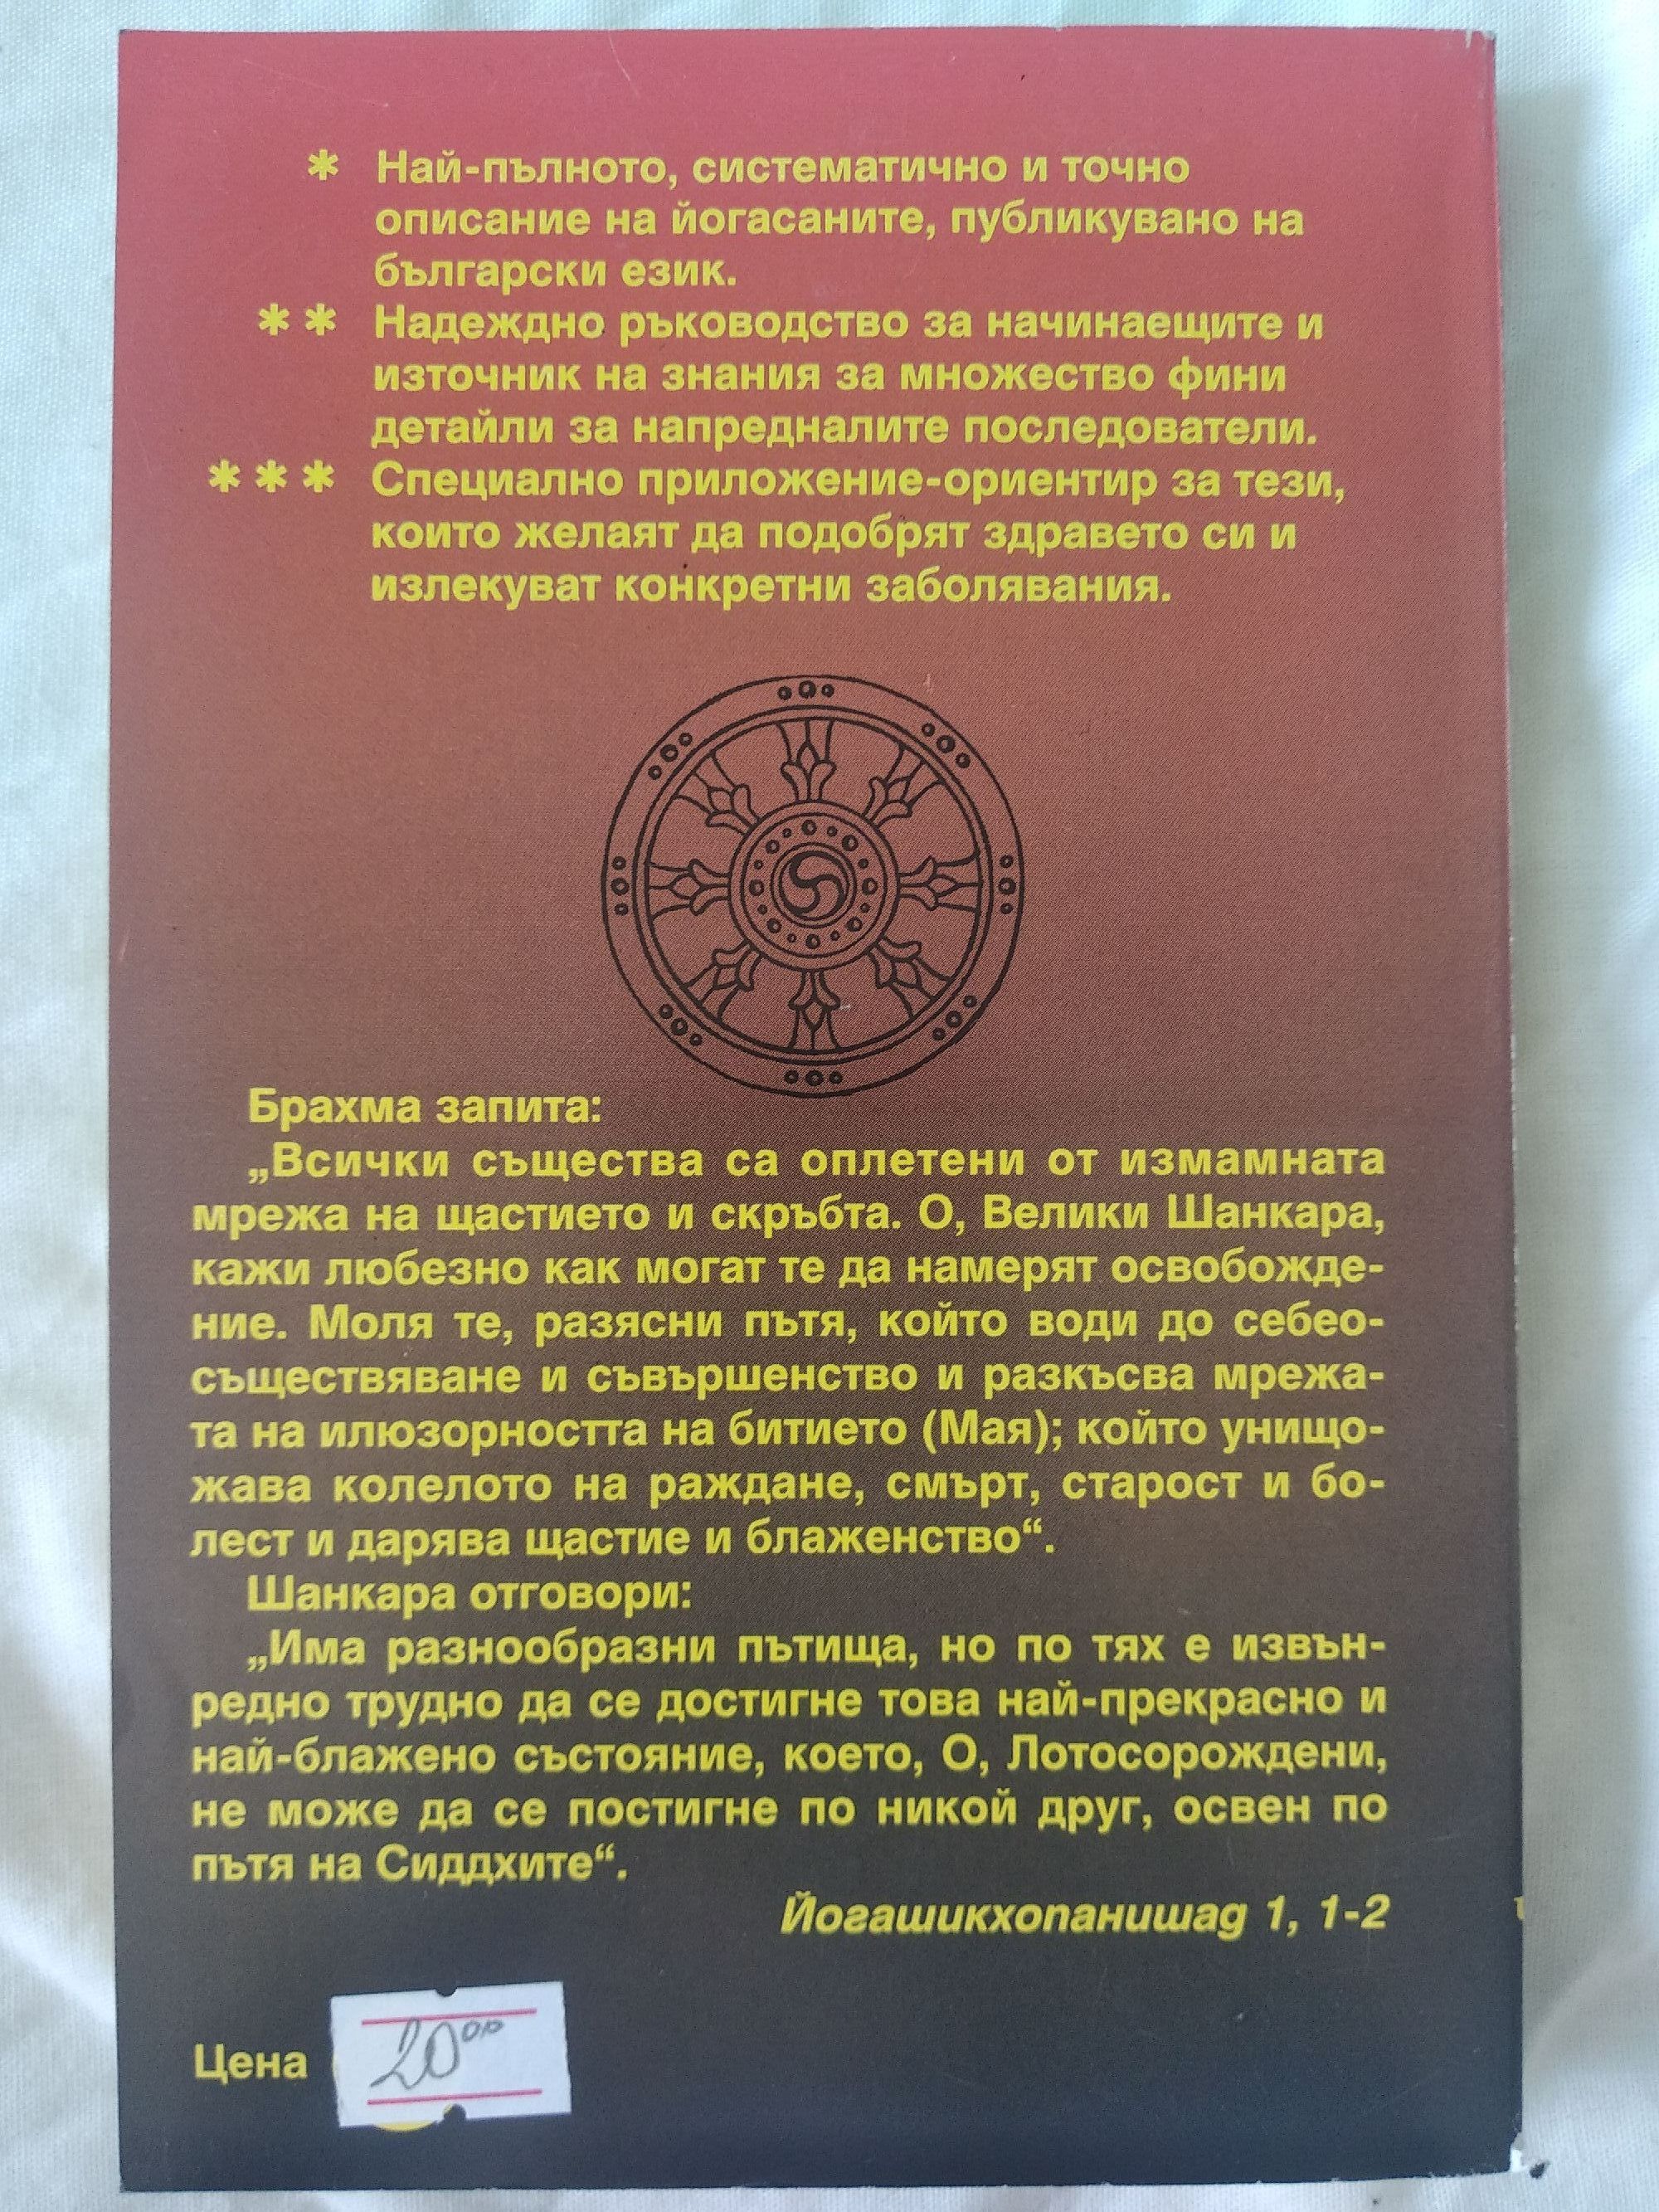 * Най-пълното, систематично и точно
описание на йогасаните, публикувано на
български език.
** Надеждно ръководство за начинаещите и
източник на знания за множество фини
детайли за напредналите последователи.
*** Специално приложение-ориентир за тези,
които желаят да подобрят здравето си и
излекуват конкретни заболявания.
Брахма запита:
„Всички същества са оплетени от измамната
мрежа на щастието и скръбта. О, Велики Шанкара,
кажи любезно как могат те да намерят освобожде-
ние. Моля те, разясни пътя, който води до себео-
съществяване и съвършенство и разкъсва мрежа-
та на илюзорността на битието (Мая); който унищо-
жава колелото на раждане, смърт, старост и бо-
лест и дарява щастие и блаженство“.
Шанкара отговори:
„Има разнообразни пътища, но по тях е извън-
редно трудно да се достигне това най-прекрасно и
най-блажено състояние, което, О, Лотосорождени,
не може да се постигне по никой друг, освен по
пътя на Сиддхите“.
Йогашикхопанишад 1, 1-2
Цена 20⁰⁰